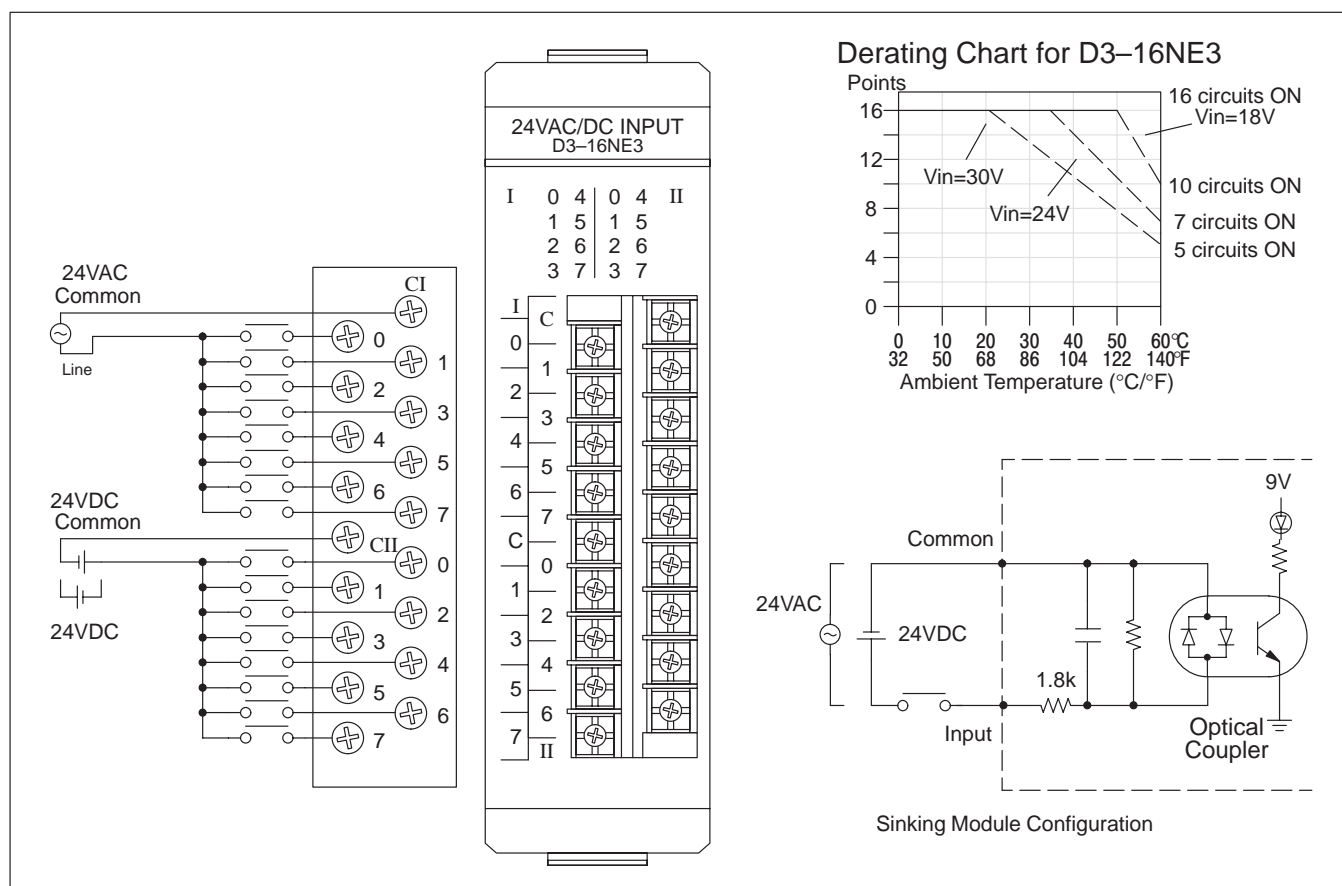 Derating Chart for D3–16NE3
Points
16 circuits ON
Vin=18V
16
12
8
4
0
Vin=30V
Vin=24V
10 circuits ON
7 circuits ON
5 circuits ON
0 10 20 30 40 50 60°C
32 50 68 86 104 122 140°F
Ambient Temperature (°C/°F)
24VAC/DC INPUT
D3–16NE3
I 0 4 0 4 II
1 5 1 5
2 6 2 6
3 7 3 7
24VAC
Common
Line
CI
0
1
2
3
4
5
6
7
24VDC
Common
24VDC
CII
0
1
2
3
4
5
6
7
I
C
0
1
2
3
4
5
6
7
C
0
1
2
3
4
5
6
7
II
9V
Common
24VAC
24VDC
1.8k
Input
Optical
Coupler
Sinking Module Configuration